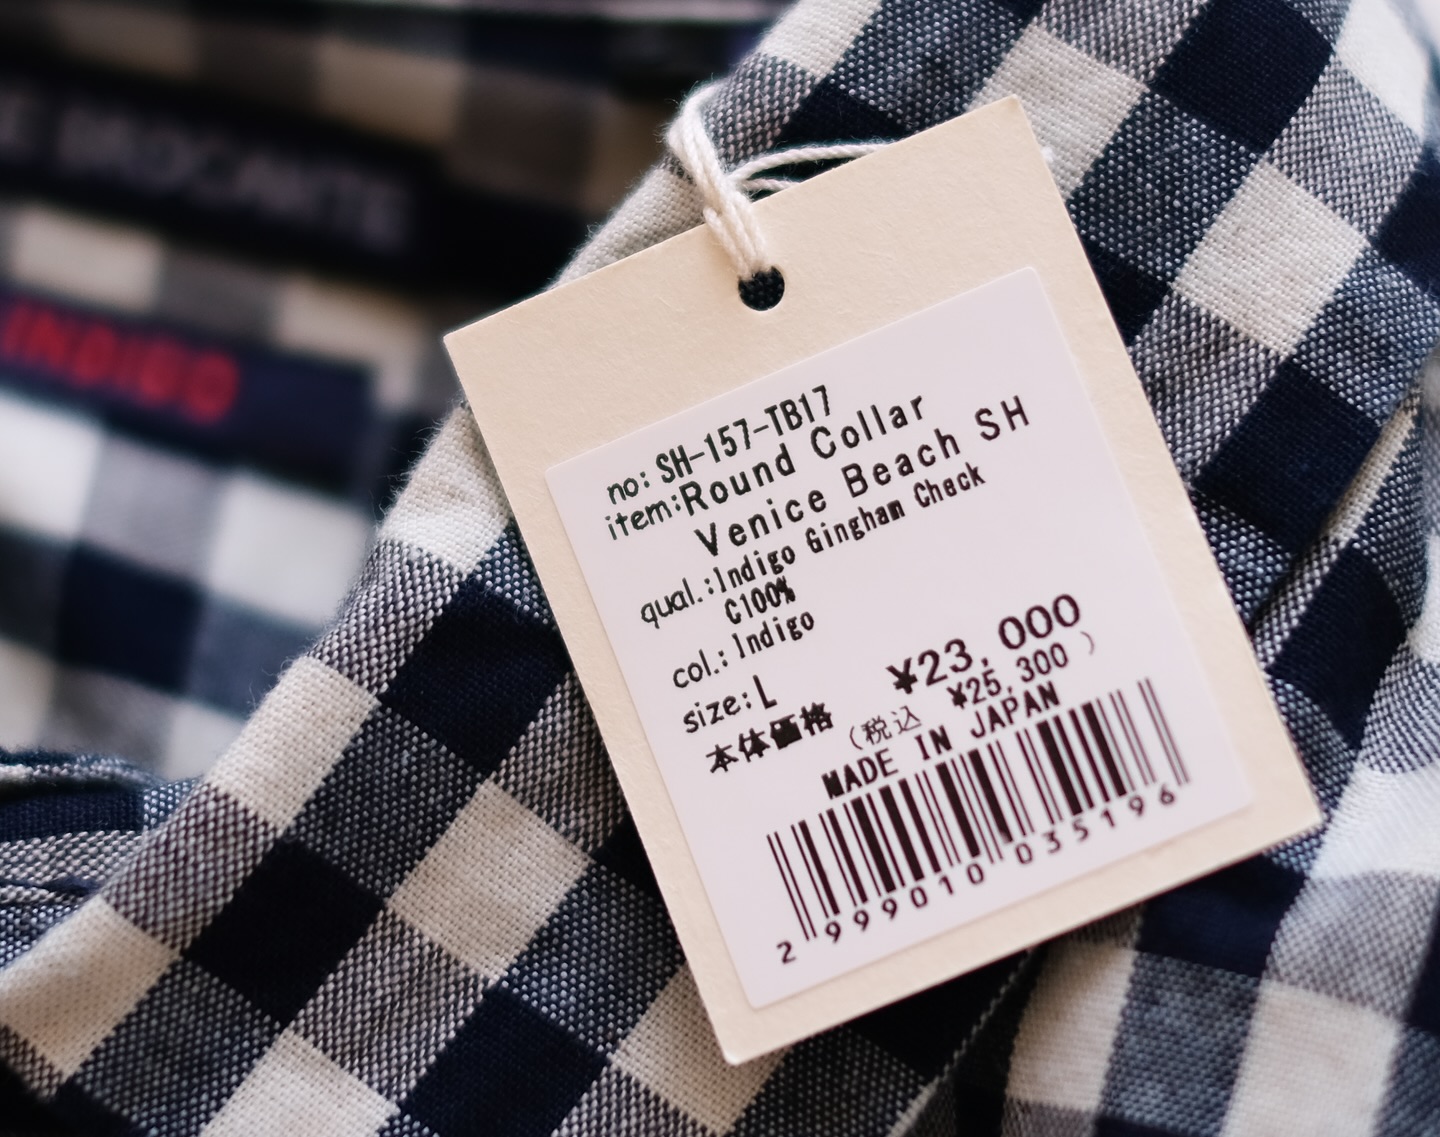 INDIGO
no: SH-157-TB17
item: Round Collar
Venice Beach SH
qual.: Indigo Gingham Check
C100%
col.: Indigo
size: L
本体価格 ¥23,000
(税込 ¥25,300 )
MADE IN JAPAN
2 999010 035196